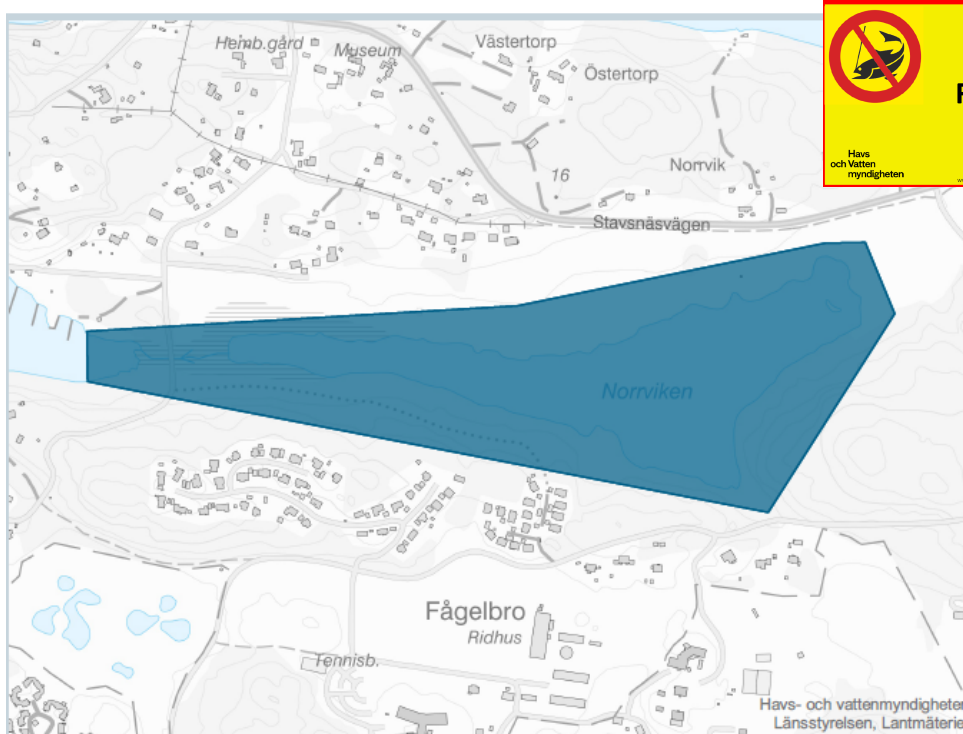 Hemb.gård
Museum
Västertorp
Östertorp
Norrvik
16
Stavsnäsvägen
F
Havs
och Vatten
myndigheten
Norrviken
Fågelbro
Ridhus
Tennisb.
Havs- och vattenmyndigheten
Länsstyrelsen, Lantmäterie